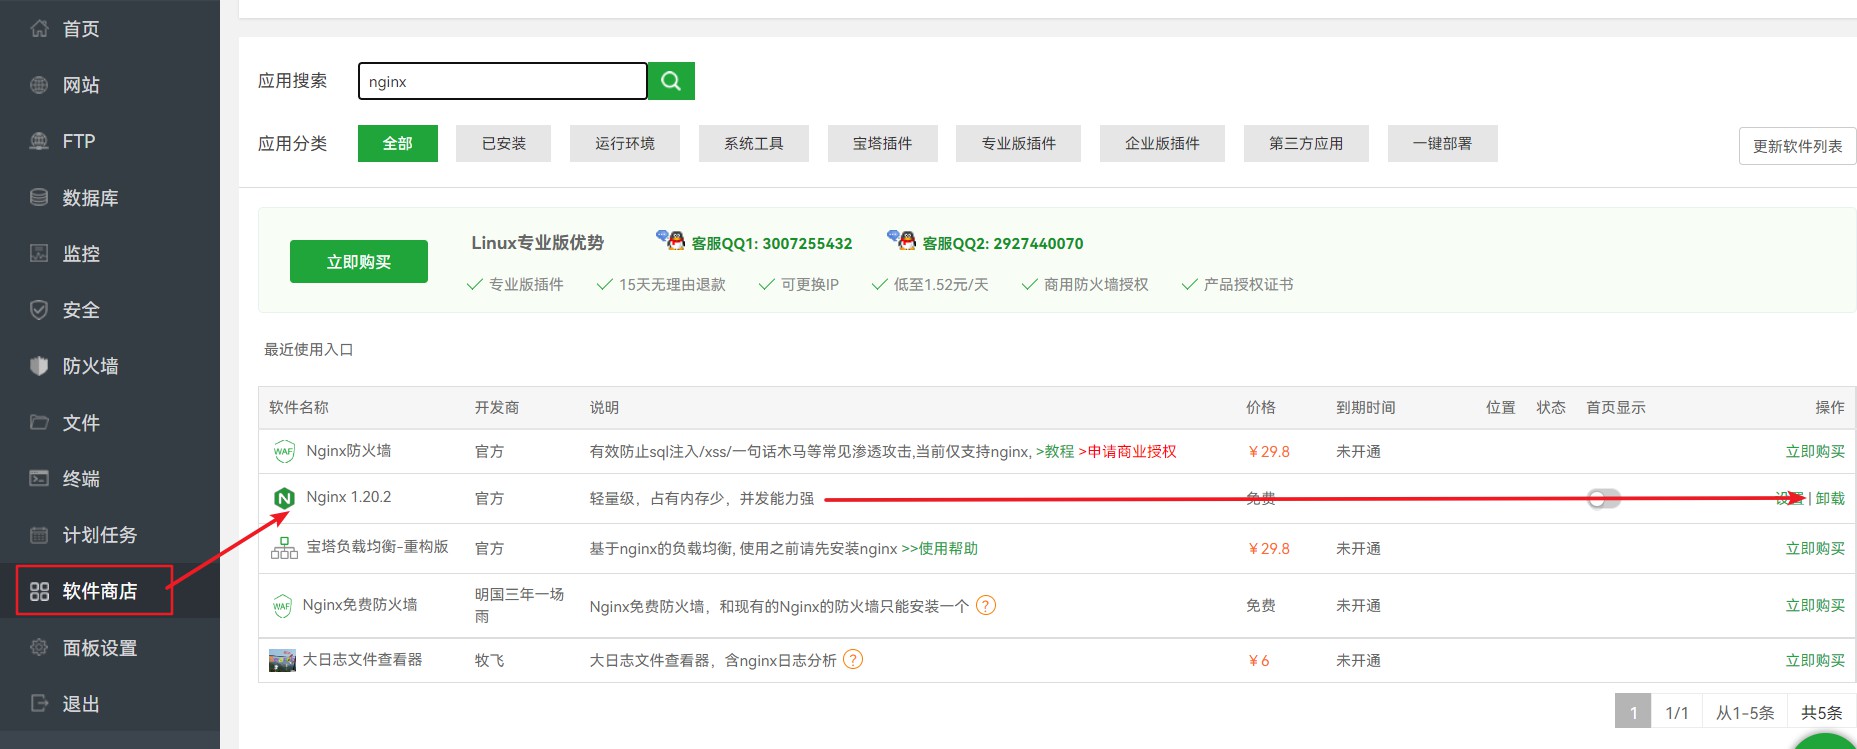 首页
网站
FTP
数据库
监控
安全
防火墙
文件
终端
计划任务
软件商店
面板设置
退出
应用搜索 nginx
应用分类 全部 已安装 运行环境 系统工具 宝塔插件 专业版插件 企业版插件 第三方应用 一键部署 更新软件列表
立即购买
Linux专业版优势 客服QQ1: 3007255432 客服QQ2: 2927440070
专业版插件 15天无理由退款 可更换IP 低至1.52元/天 商用防火墙授权 产品授权证书
最近使用入口
软件名称 开发商 说明 价格 到期时间 位置 状态 首页显示 操作
WAF Nginx防火墙 官方 有效防止sql注入/xss/一句话木马等常见渗透攻击,当前仅支持nginx, >教程 >申请商业授权 ￥29.8 未开通 立即购买
N Nginx 1.20.2 官方 轻量级，占有内存少，并发能力强 免费 设置 | 卸载
宝塔负载均衡-重构版 官方 基于nginx的负载均衡, 使用之前请先安装nginx >>使用帮助 ￥29.8 未开通 立即购买
WAF Nginx免费防火墙 明国三年一场雨 Nginx免费防火墙，和现有的Nginx的防火墙只能安装一个 ? 免费 未开通 立即购买
大日志文件查看器 牧飞 大日志文件查看器，含nginx日志分析 ? ￥6 未开通 立即购买
1 1/1 从1-5条 共5条